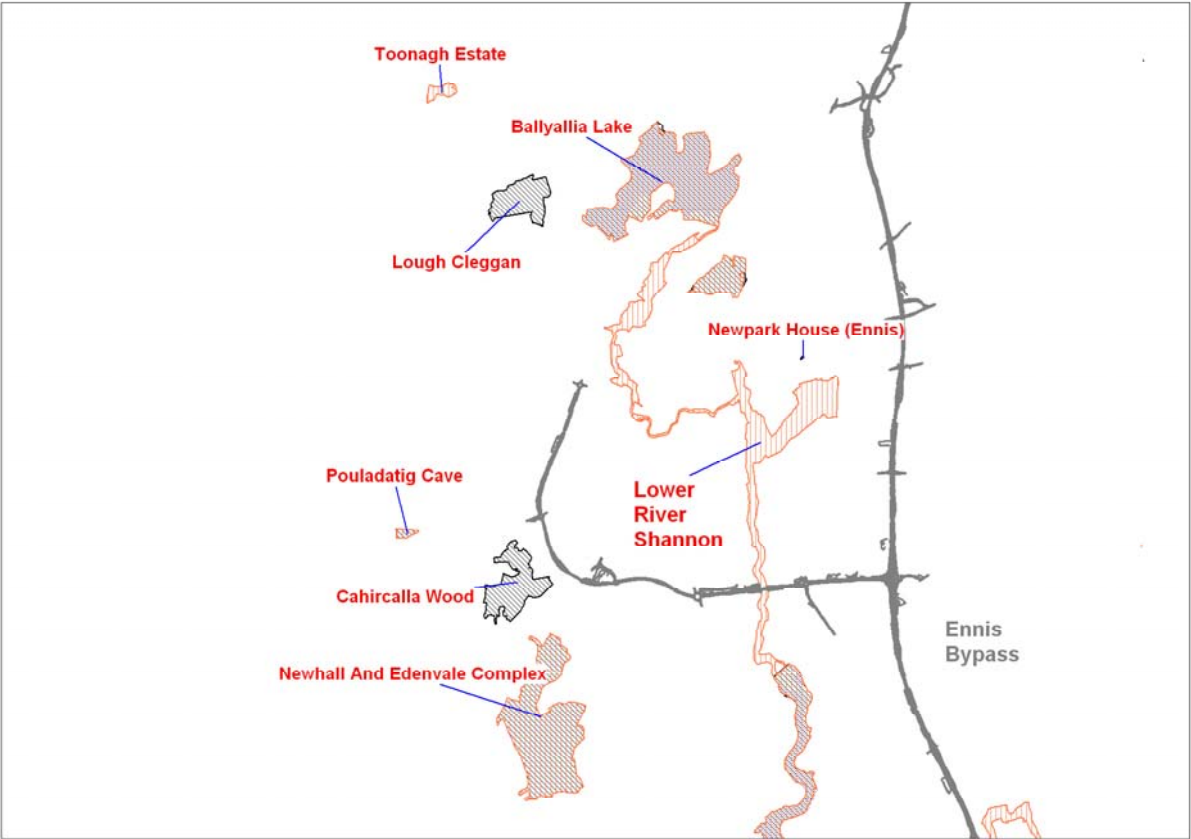 Toonagh Estate
Ballyallia Lake
Lough Cleggan
Newpark House (Ennis)
Pouladatig Cave
Lower
River
Shannon
Cahircalla Wood
Ennis
Bypass
Newhall And Edenvale Complex